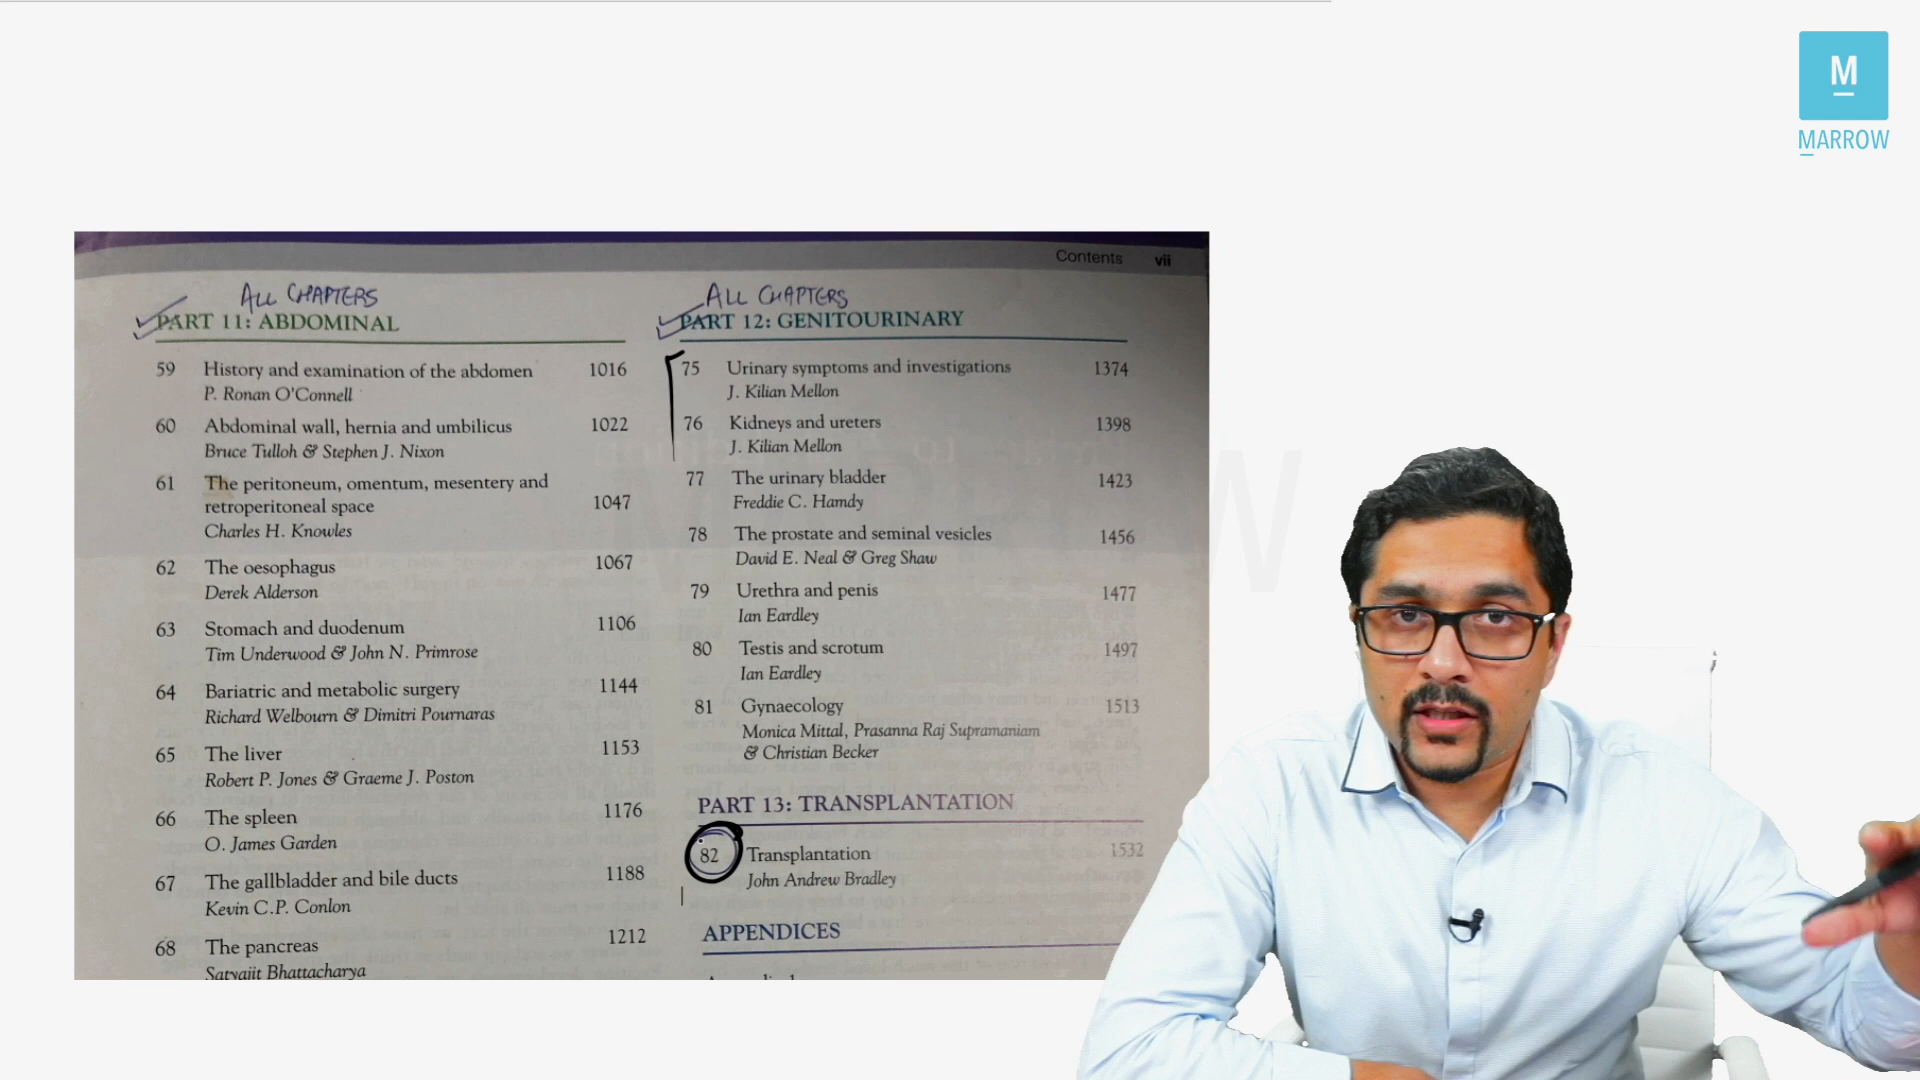 M
MARROW
Contents vii
ALL CHAPTERS
PART 11: ABDOMINAL
59 History and examination of the abdomen 1016
P. Ronan O'Connell
60 Abdominal wall, hernia and umbilicus 1022
Bruce Tulloh & Stephen J. Nixon
61 The peritoneum, omentum, mesentery and
retroperitoneal space 1047
Charles H. Knowles
62 The oesophagus 1067
Derek Alderson
63 Stomach and duodenum 1106
Tim Underwood & John N. Primrose
64 Bariatric and metabolic surgery 1144
Richard Welbourn & Dimitri Pournaras
65 The liver 1153
Robert P. Jones & Graeme J. Poston
66 The spleen 1176
O. James Garden
67 The gallbladder and bile ducts 1188
Kevin C.P. Conlon
68 The pancreas 1212
Satyajit Bhattacharya
ALL CHAPTERS
PART 12: GENITOURINARY
75 Urinary symptoms and investigations 1374
J. Kilian Mellon
76 Kidneys and ureters 1398
J. Kilian Mellon
77 The urinary bladder 1423
Freddie C. Hamdy
78 The prostate and seminal vesicles 1456
David E. Neal & Greg Shaw
79 Urethra and penis 1477
Ian Eardley
80 Testis and scrotum 1497
Ian Eardley
81 Gynaecology 1513
Monica Mittal, Prasanna Raj Supramaniam
& Christian Becker
PART 13: TRANSPLANTATION
82 Transplantation 1532
John Andrew Bradley
APPENDICES